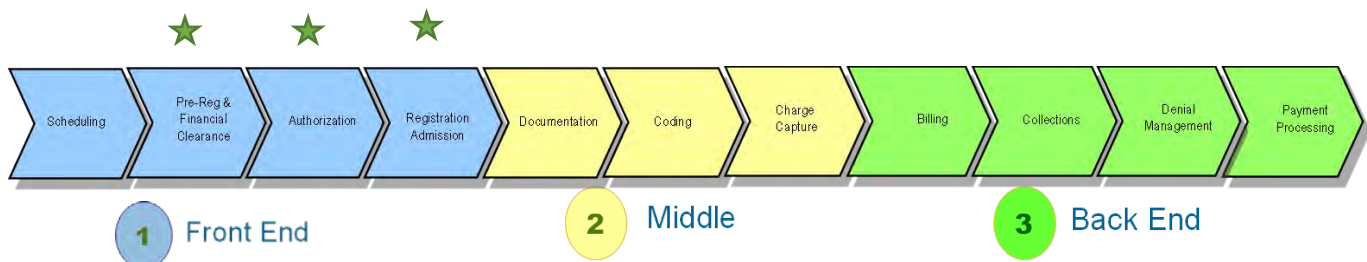 Scheduling
Pre-Reg &
Financial
Clearance
Authorization
Registration
Admission
Documentation
Coding
Charge
Capture
Billing
Collections
Denial
Management
Payment
Processing
1 Front End
2 Middle
3 Back End